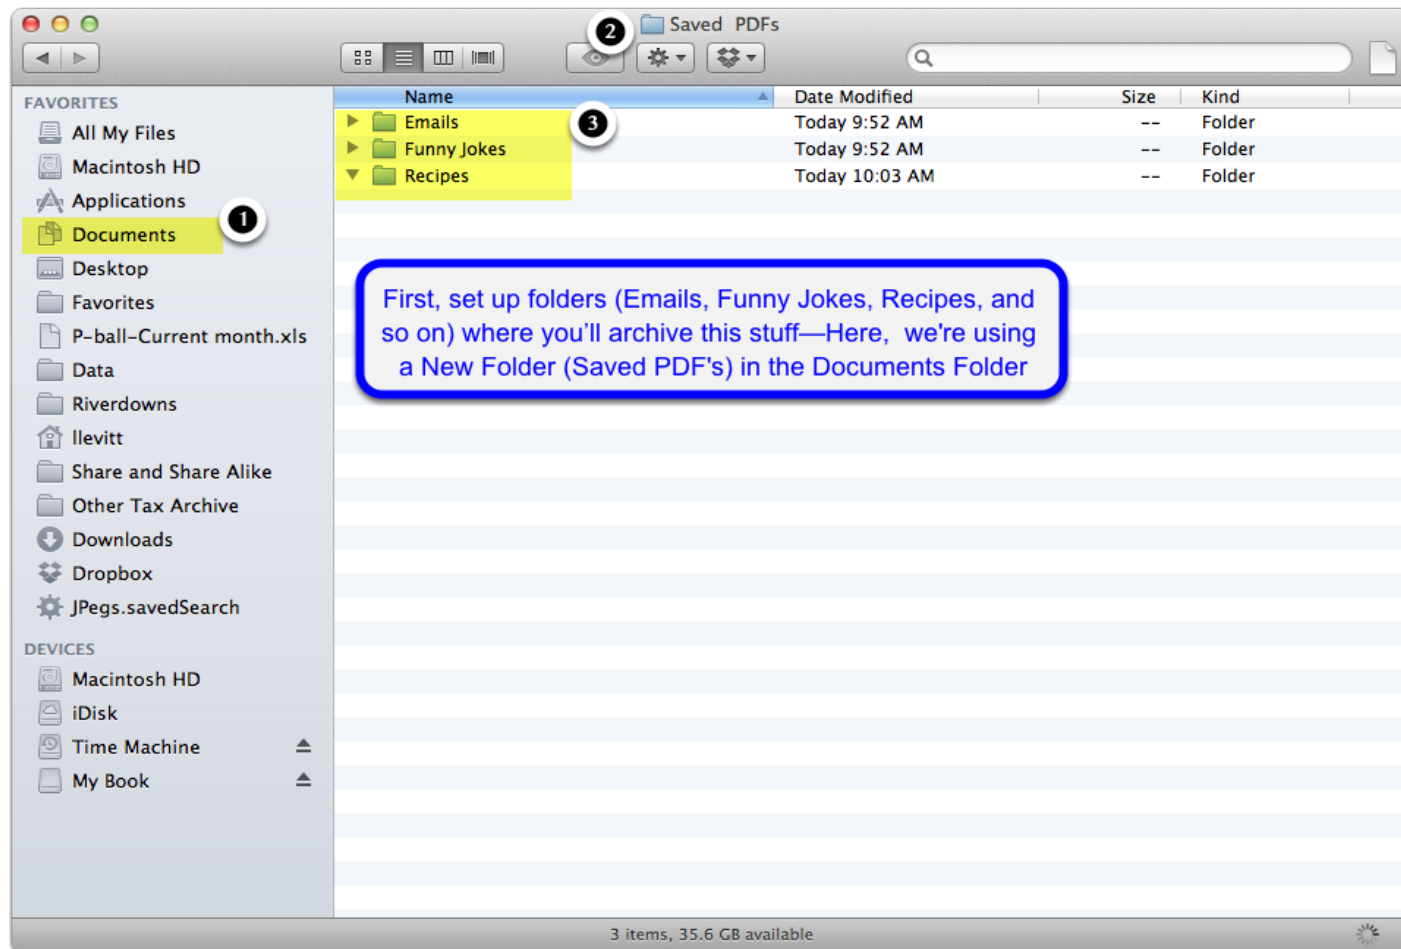 2
Saved PDFs
FAVORITES
All My Files
Macintosh HD
Applications
1
Documents
Desktop
Favorites
P-ball-Current month.xls
Data
Riverdowns
llevitt
Share and Share Alike
Other Tax Archive
Downloads
Dropbox
JPegs.savedSearch
DEVICES
Macintosh HD
iDisk
Time Machine
My Book
Name Date Modified Size Kind
3
Emails Today 9:52 AM -- Folder
Funny Jokes Today 9:52 AM -- Folder
Recipes Today 10:03 AM -- Folder
First, set up folders (Emails, Funny Jokes, Recipes, and
so on) where you’ll archive this stuff—Here, we're using
a New Folder (Saved PDF's) in the Documents Folder
3 items, 35.6 GB available